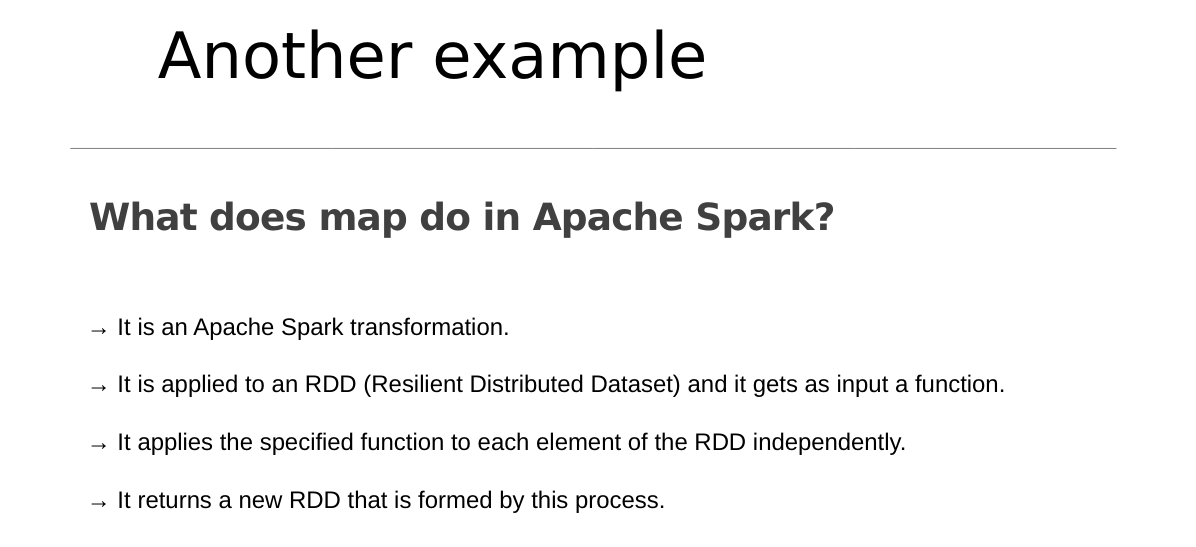 Another example
What does map do in Apache Spark?
→ It is an Apache Spark transformation.
→ It is applied to an RDD (Resilient Distributed Dataset) and it gets as input a function.
→ It applies the specified function to each element of the RDD independently.
→ It returns a new RDD that is formed by this process.